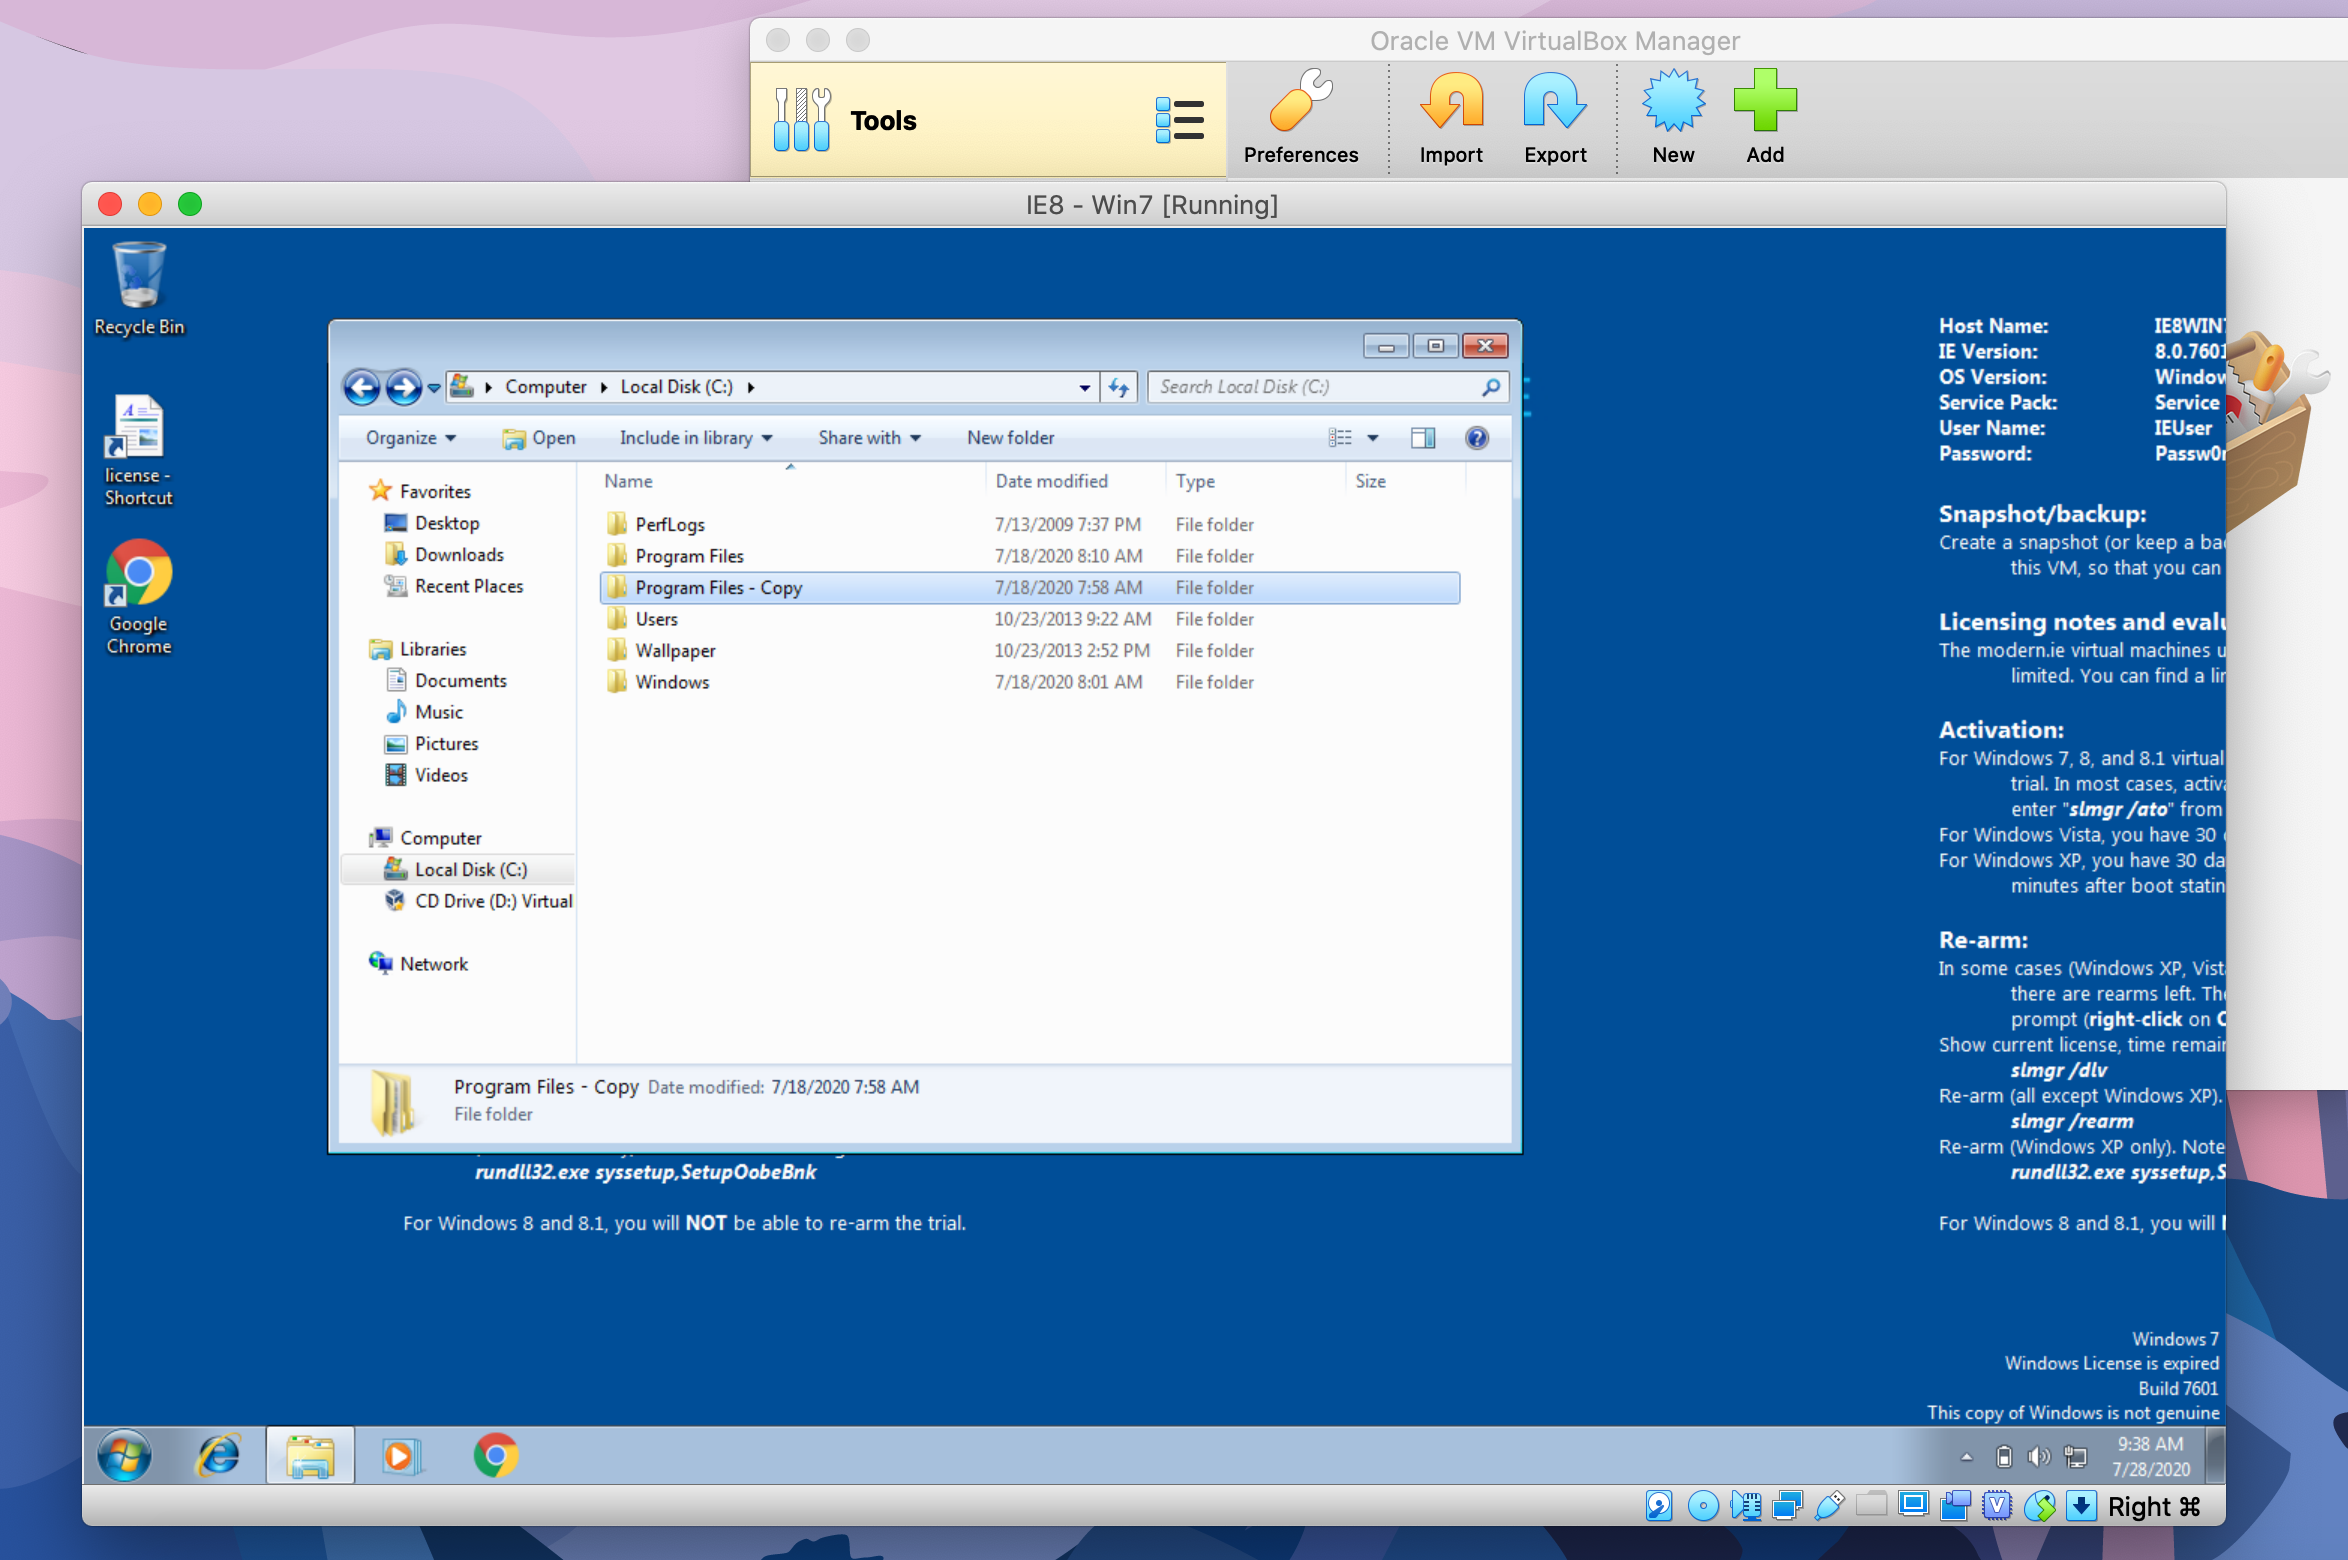 Oracle VM VirtualBox Manager
Tools
Preferences
Import
Export
New
Add
IE8 - Win7 [Running]
Recycle Bin
license -
Shortcut
Google
Chrome
Computer
Local Disk (C:)
Search Local Disk (C:)
Organize
Open
Include in library
Share with
New folder
Favorites
Desktop
Downloads
Recent Places
Libraries
Documents
Music
Pictures
Videos
Computer
Local Disk (C:)
CD Drive (D:) Virtual
Network
Name Date modified Type Size
PerfLogs 7/13/2009 7:37 PM File folder
Program Files 7/18/2020 8:10 AM File folder
Program Files - Copy 7/18/2020 7:58 AM File folder
Users 10/23/2013 9:22 AM File folder
Wallpaper 10/23/2013 2:52 PM File folder
Windows 7/18/2020 8:01 AM File folder
Program Files - Copy Date modified: 7/18/2020 7:58 AM
File folder
rundll32.exe syssetup,SetupOobeBnk
For Windows 8 and 8.1, you will NOT be able to re-arm the trial.
Host Name: IE8WIN7
IE Version: 8.0.7601
OS Version: Window
Service Pack: Service
User Name: IEUser
Password: Passw0r
Snapshot/backup:
Create a snapshot (or keep a bac
this VM, so that you can
Licensing notes and evalu
The modern.ie virtual machines u
limited. You can find a lin
Activation:
For Windows 7, 8, and 8.1 virtual
trial. In most cases, activa
enter "slmgr /ato" from
For Windows Vista, you have 30
For Windows XP, you have 30 da
minutes after boot statin
Re-arm:
In some cases (Windows XP, Vista
there are rearms left. The
prompt (right-click on C
Show current license, time remain
slmgr /dlv
Re-arm (all except Windows XP).
slmgr /rearm
Re-arm (Windows XP only). Note
rundll32.exe syssetup,S
For Windows 8 and 8.1, you will
Windows 7
Windows License is expired
Build 7601
This copy of Windows is not genuine
9:38 AM
7/28/2020
Right ⌘